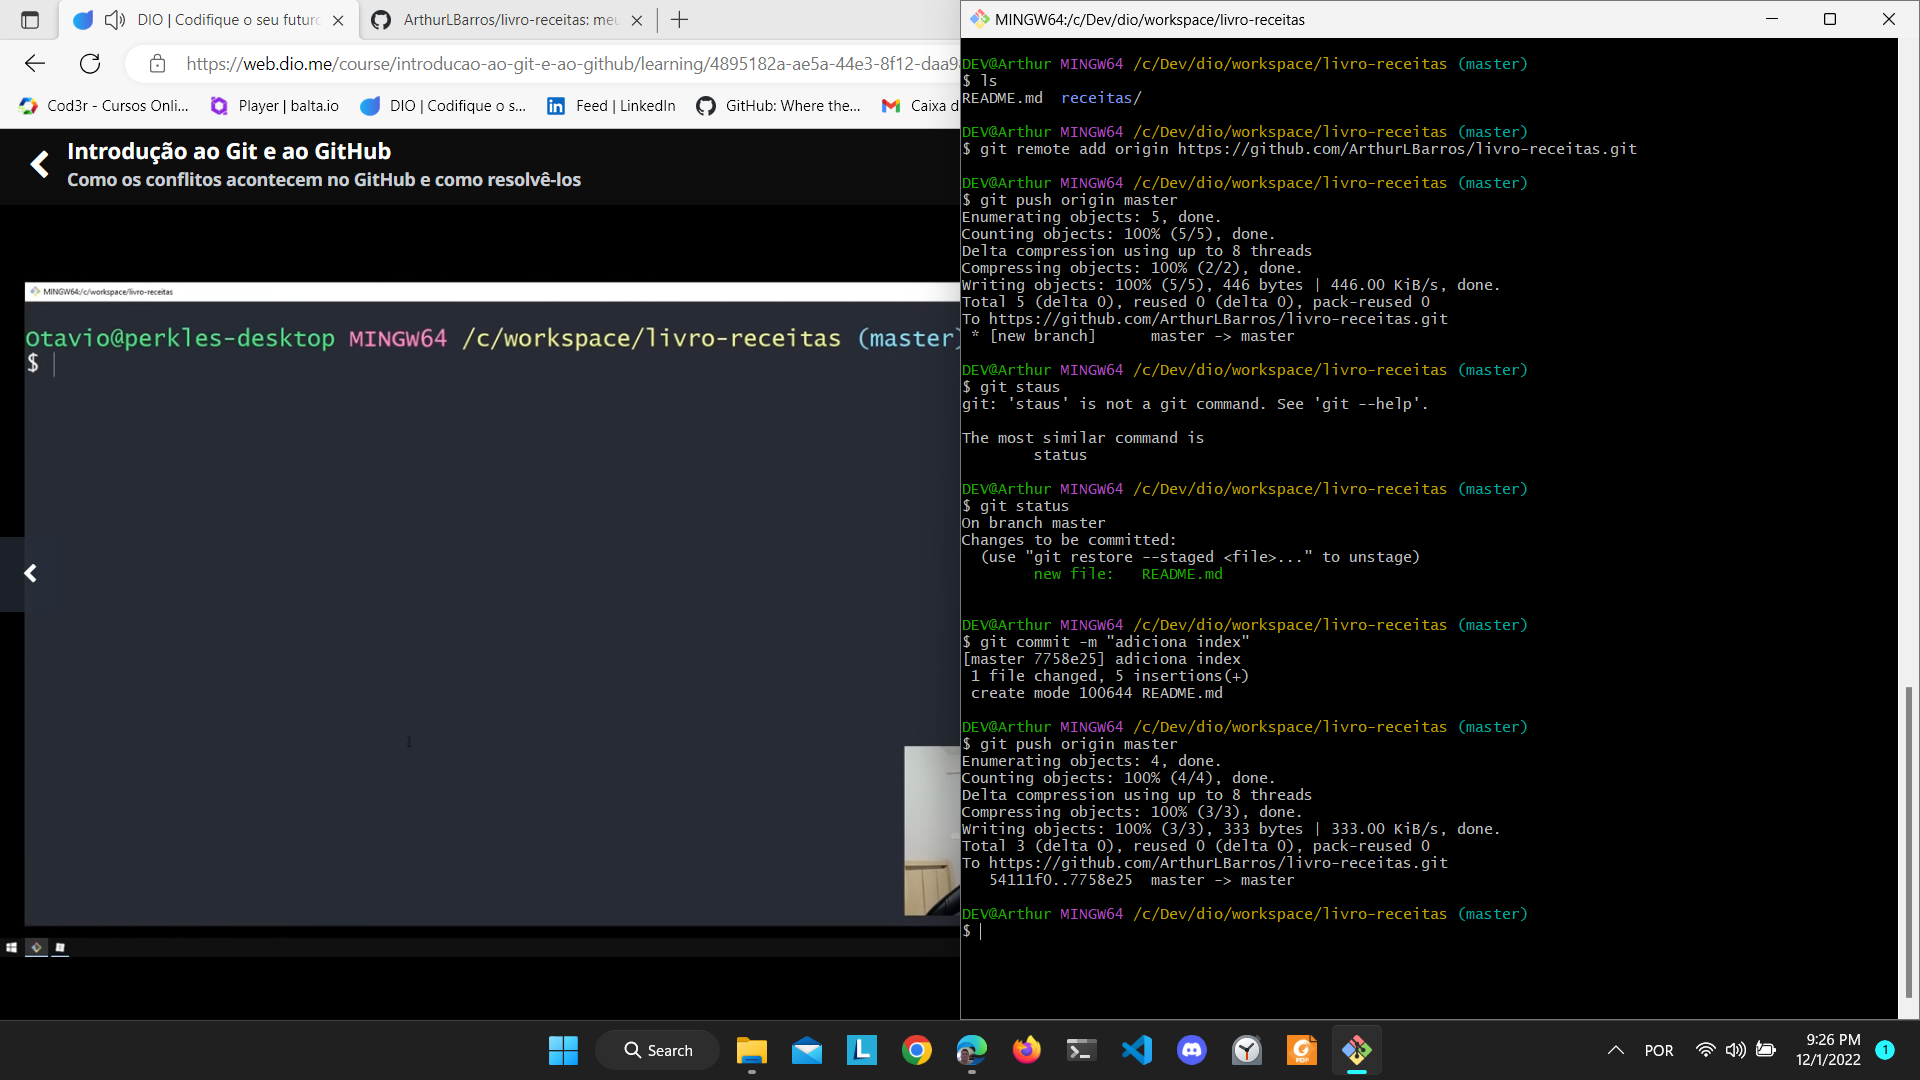 DIO | Codifique o seu futuro
ArthurLBarros/livro-receitas: meu
https://web.dio.me/course/introducao-ao-git-e-ao-github/learning/4895182a-ae5a-44e3-8f12-daa9
Cod3r - Cursos Onli...
Player | balta.io
DIO | Codifique o s...
Feed | LinkedIn
GitHub: Where the...
Caixa d
Introdução ao Git e ao GitHub
Como os conflitos acontecem no GitHub e como resolvê-los
MINGW64:/c/workspace/livro-receitas
Otavio@perkles-desktop MINGW64 /c/workspace/livro-receitas (master)
$
MINGW64:/c/Dev/dio/workspace/livro-receitas
DEV@Arthur MINGW64 /c/Dev/dio/workspace/livro-receitas (master)
$ ls
README.md  receitas/
DEV@Arthur MINGW64 /c/Dev/dio/workspace/livro-receitas (master)
$ git remote add origin https://github.com/ArthurLBarros/livro-receitas.git
DEV@Arthur MINGW64 /c/Dev/dio/workspace/livro-receitas (master)
$ git push origin master
Enumerating objects: 5, done.
Counting objects: 100% (5/5), done.
Delta compression using up to 8 threads
Compressing objects: 100% (2/2), done.
Writing objects: 100% (5/5), 446 bytes | 446.00 KiB/s, done.
Total 5 (delta 0), reused 0 (delta 0), pack-reused 0
To https://github.com/ArthurLBarros/livro-receitas.git
* [new branch]      master -> master
DEV@Arthur MINGW64 /c/Dev/dio/workspace/livro-receitas (master)
$ git staus
git: 'staus' is not a git command. See 'git --help'.
The most similar command is
status
DEV@Arthur MINGW64 /c/Dev/dio/workspace/livro-receitas (master)
$ git status
On branch master
Changes to be committed:
(use "git restore --staged <file>..." to unstage)
new file:   README.md
DEV@Arthur MINGW64 /c/Dev/dio/workspace/livro-receitas (master)
$ git commit -m "adiciona index"
[master 7758e25] adiciona index
1 file changed, 5 insertions(+)
create mode 100644 README.md
DEV@Arthur MINGW64 /c/Dev/dio/workspace/livro-receitas (master)
$ git push origin master
Enumerating objects: 4, done.
Counting objects: 100% (4/4), done.
Delta compression using up to 8 threads
Compressing objects: 100% (3/3), done.
Writing objects: 100% (3/3), 333 bytes | 333.00 KiB/s, done.
Total 3 (delta 0), reused 0 (delta 0), pack-reused 0
To https://github.com/ArthurLBarros/livro-receitas.git
54111f0..7758e25  master -> master
DEV@Arthur MINGW64 /c/Dev/dio/workspace/livro-receitas (master)
$
Search
L
PDF
POR
9:26 PM
12/1/2022
1